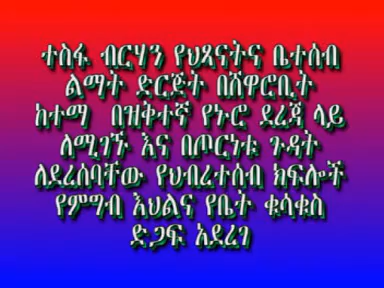 ተስፋ ብርሃን የህጻናትና ቤተሰብ
ልማት ድርጅት በሸዋሮቢት
ከተማ በዝቅተኛ የኑሮ ደረጃ ላይ
ለሚገኙ እና በጦርነቱ ጉዳት
ለደረሰባቸው የህብረተሰብ ክፍሎች
የምግብ እህልና የቤት ቁሳቁስ
ድጋፍ አደረገ